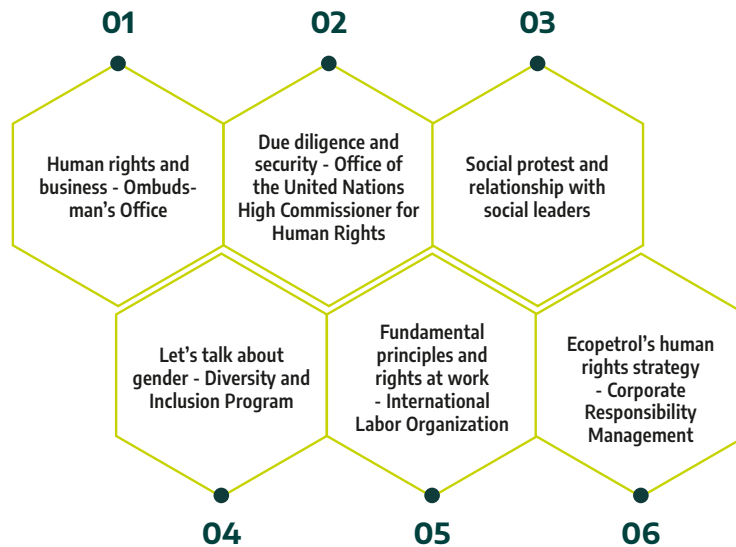 01
Human rights and
business - Ombuds-
man’s Office
02
Due diligence and
security - Office of
the United Nations
High Commissioner for
Human Rights
03
Social protest and
relationship with
social leaders
Let’s talk about
gender - Diversity and
Inclusion Program
04
Fundamental
principles and
rights at work
- International
Labor Organization
05
Ecopetrol’s human
rights strategy
- Corporate
Responsibility
Management
06